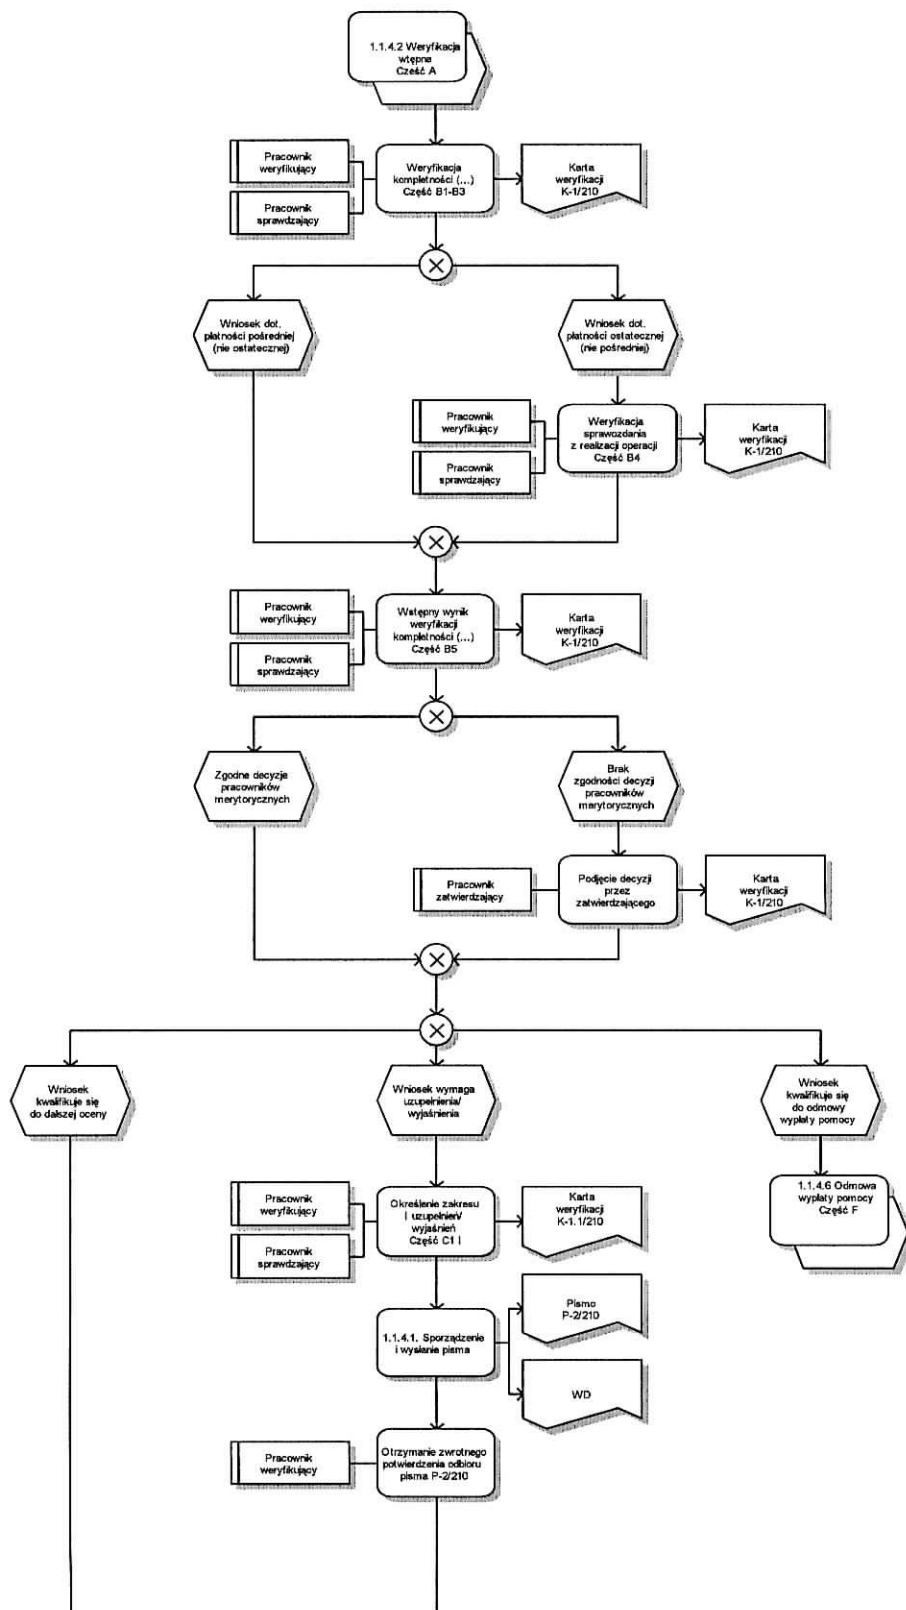 1.1.4.2 Weryfikacja
wtępna
Cześć A
Pracownik
weryfikujący
Pracownik
sprawdzający
Weryfikacja
kompletności (...)
Część B1-B3
Karta
weryfikacji
K-1/210
Wniosek dot.
płatności pośredniej
(nie ostatecznej)
Wniosek dot.
płatności ostatecznej
(nie pośredniej)
Pracownik
weryfikujący
Pracownik
sprawdzający
Weryfikacja
sprawozdania
z realizacji operacji
Część B4
Karta
weryfikacji
K-1/210
Pracownik
weryfikujący
Pracownik
sprawdzający
Wstępny wynik
weryfikacji
kompletności (...)
Część B5
Karta
weryfikacji
K-1/210
Zgodne decyzje
pracowników
merytorycznych
Brak
zgodności decyzji
pracowników
merytorycznych
Pracownik
zatwierdzający
Podjęcie decyzji
przez
zatwierdzającego
Karta
weryfikacji
K-1/210
Wniosek
kwalifikuje się
do dalszej oceny
Wniosek wymaga
uzupełnienia/
wyjaśnienia
Wniosek
kwalifikuje się
do odmowy
wypłaty pomocy
Pracownik
weryfikujący
Pracownik
sprawdzający
Określenie zakresu
I uzupełnień/
wyjaśnień
Część C1 I
Karta
weryfikacji
K-1.1/210
1.1.4.6 Odmowa
wypłaty pomocy
Część F
1.1.4.1. Sporządzenie
i wysłanie pisma
Pismo
P-2/210
WD
Pracownik
weryfikujący
Otrzymanie zwrotnego
potwierdzenia odbioru
pisma P-2/210